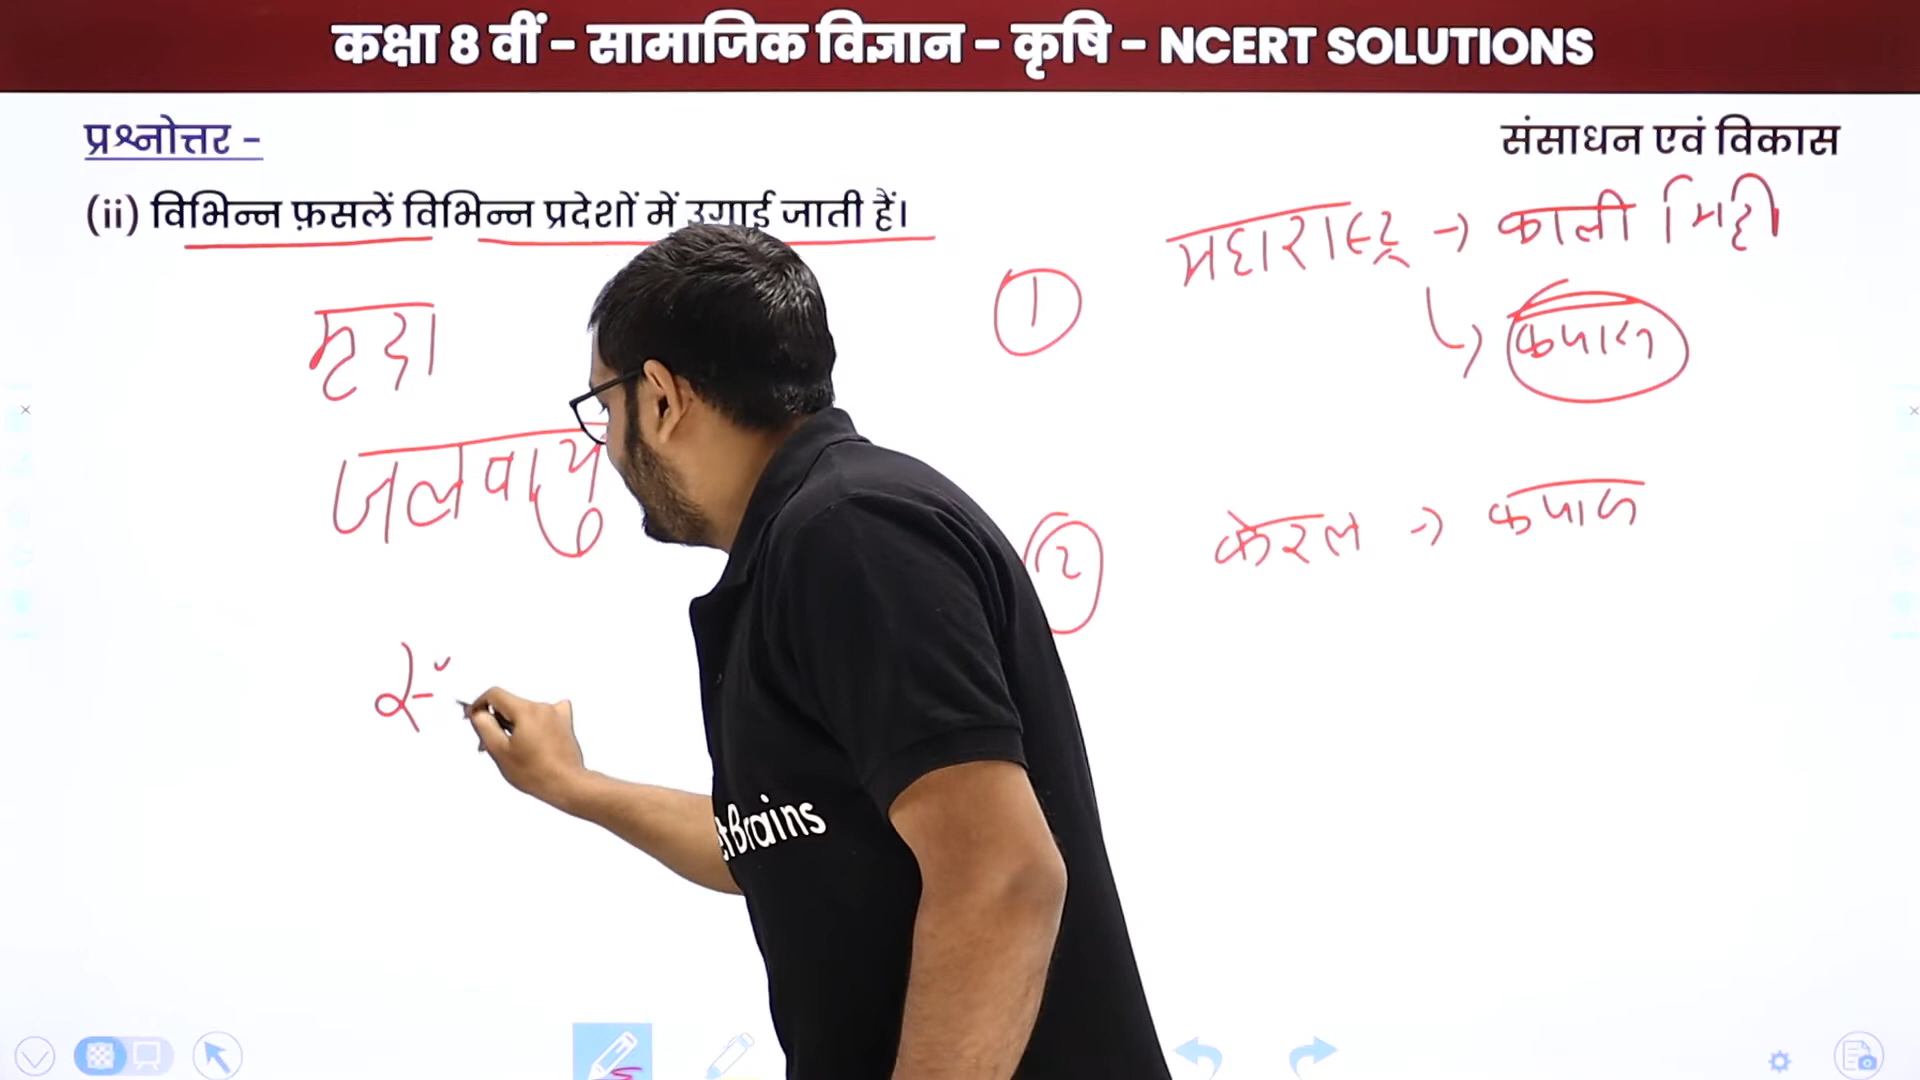 कक्षा 8 वीं - सामाजिक विज्ञान - कृषि - NCERT SOLUTIONS
प्रश्नोत्तर -
संसाधन एवं विकास
(ii) विभिन्न फ़सलें विभिन्न प्रदेशों में उगाई जाती हैं।
मृदा
जलवायु
1
महाराष्ट्र → काली मिट्टी
कपास
2
केरल → कपास
Brains